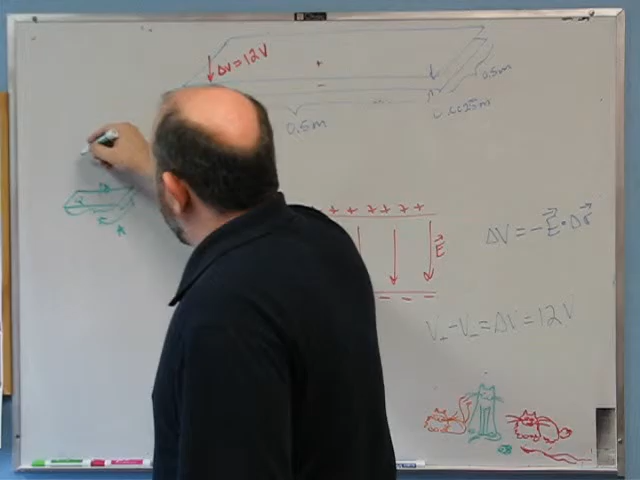 ΔV=12V
+
−
0.5m
0.5m
0.0025m
+ + + + + +
E⃗
− − −
ΔV = −E⃗ • Δr⃗
V₊ − V₋ = ΔV = 12V